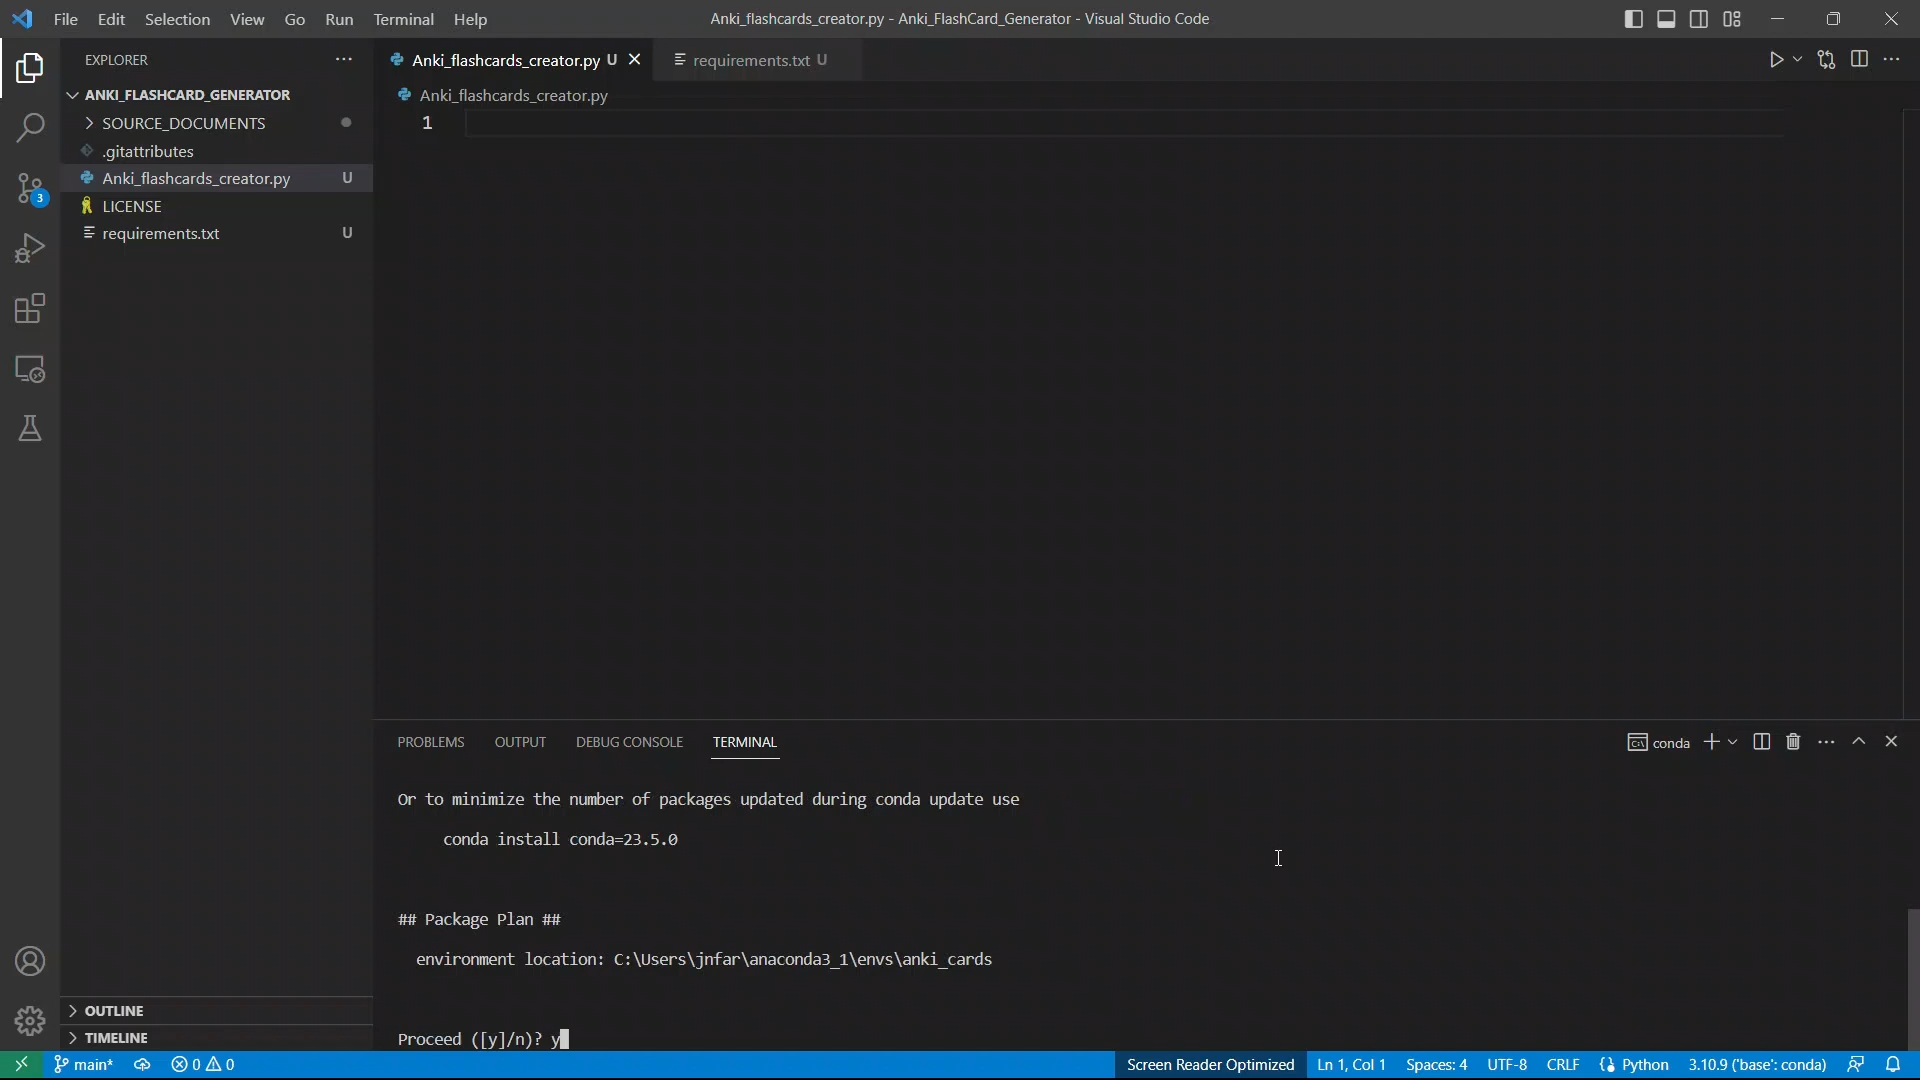 File Edit Selection View Go Run Terminal Help
Anki_flashcards_creator.py - Anki_FlashCard_Generator - Visual Studio Code
EXPLORER
ANKI_FLASHCARD_GENERATOR
SOURCE_DOCUMENTS
.gitattributes
Anki_flashcards_creator.py U
LICENSE
requirements.txt U
3
OUTLINE
TIMELINE
Anki_flashcards_creator.py U
requirements.txt U
Anki_flashcards_creator.py
1
PROBLEMS OUTPUT DEBUG CONSOLE TERMINAL
conda
Or to minimize the number of packages updated during conda update use
conda install conda=23.5.0
## Package Plan ##
environment location: C:\Users\jnfar\anaconda3_1\envs\anki_cards
Proceed ([y]/n)? y
main* 0 0 Screen Reader Optimized Ln 1, Col 1 Spaces: 4 UTF-8 CRLF Python 3.10.9 ('base': conda)